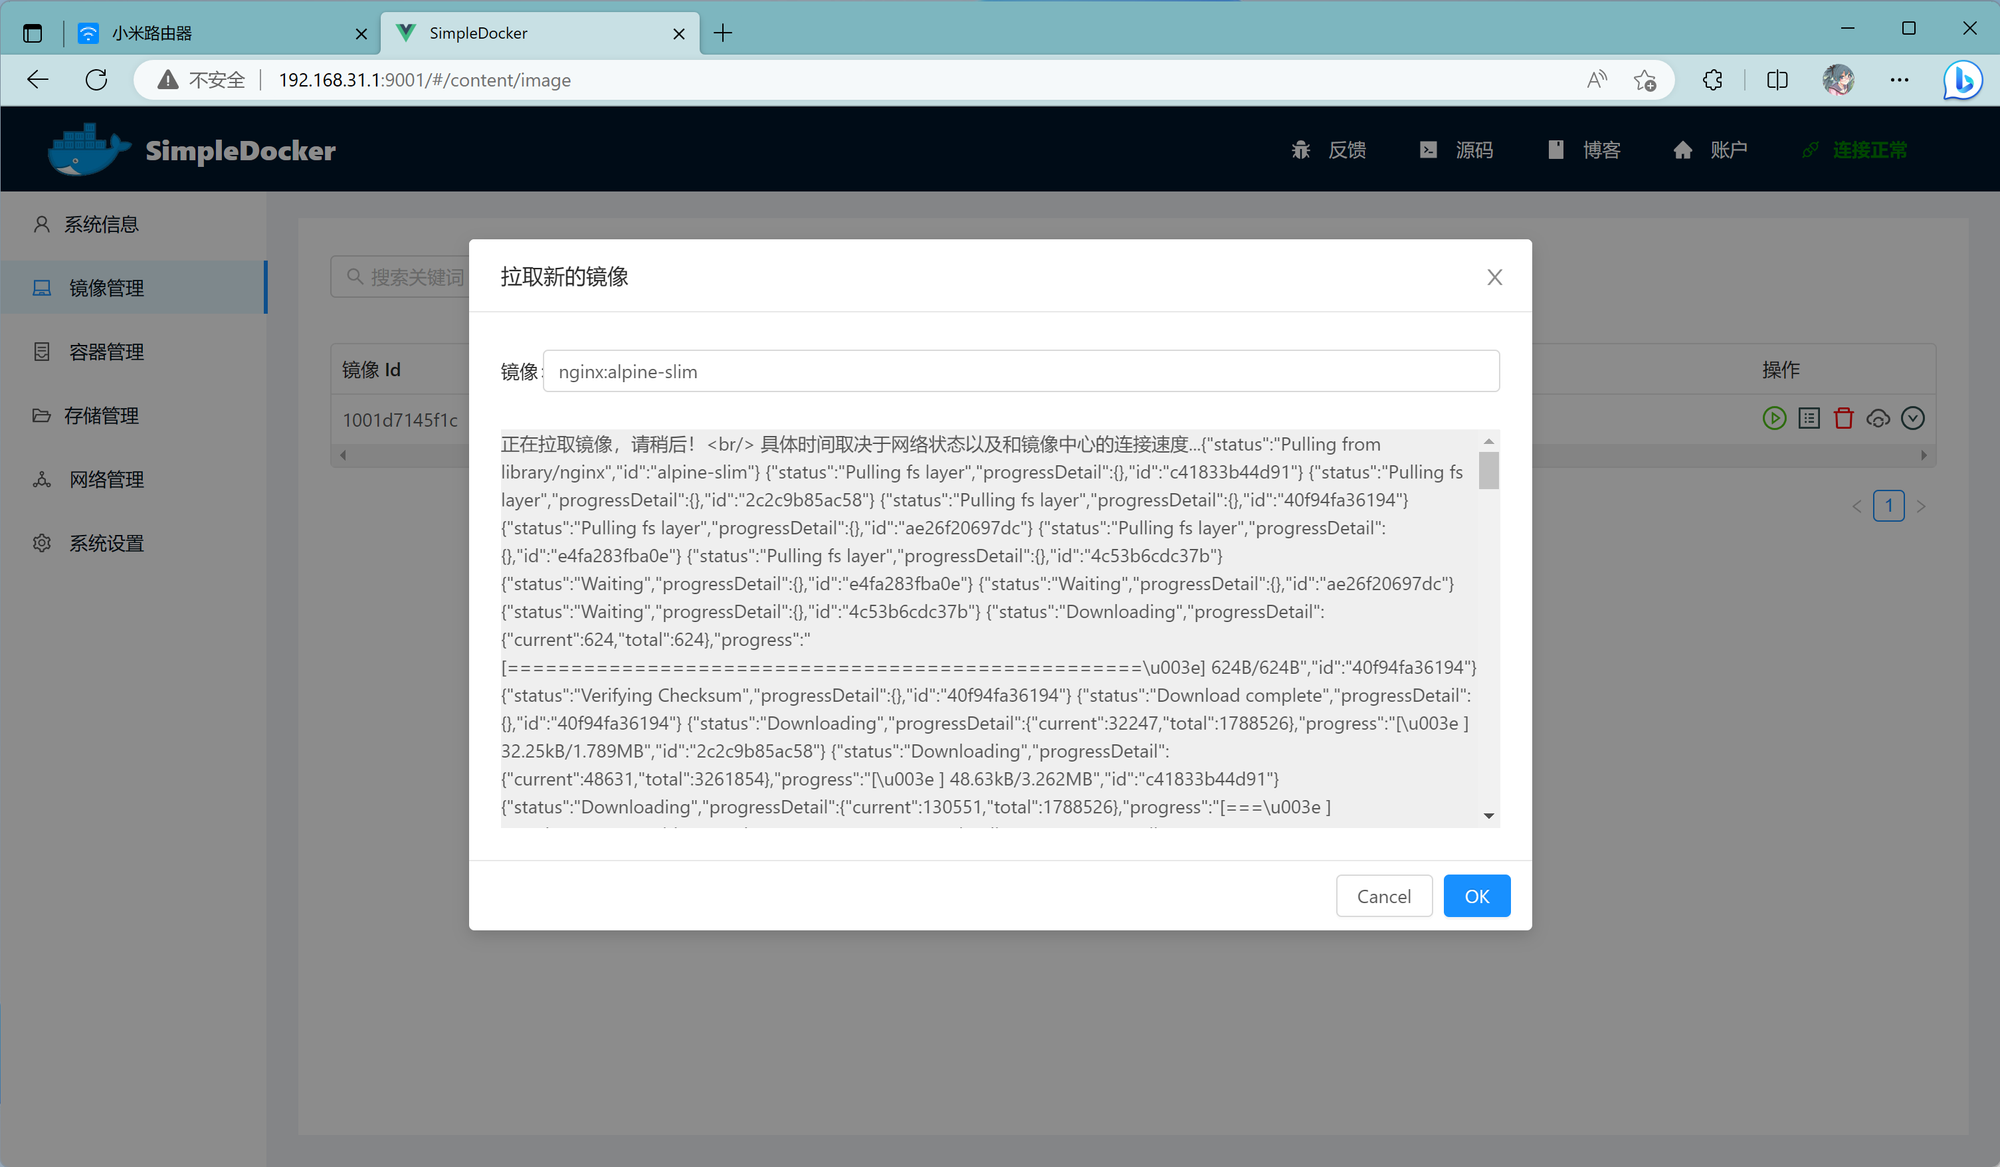 小米路由器
SimpleDocker
不安全
192.168.31.1:9001/#/content/image
SimpleDocker
反馈
源码
博客
账户
连接正常
系统信息
镜像管理
容器管理
存储管理
网络管理
系统设置
搜索关键词
镜像 Id
操作
1001d7145f1c
1
拉取新的镜像
镜像:
nginx:alpine-slim
正在拉取镜像，请稍后！<br/> 具体时间取决于网络状态以及和镜像中心的连接速度...{"status":"Pulling from
library/nginx","id":"alpine-slim"} {"status":"Pulling fs layer","progressDetail":{},"id":"c41833b44d91"} {"status":"Pulling fs
layer","progressDetail":{},"id":"2c2c9b85ac58"} {"status":"Pulling fs layer","progressDetail":{},"id":"40f94fa36194"}
{"status":"Pulling fs layer","progressDetail":{},"id":"ae26f20697dc"} {"status":"Pulling fs layer","progressDetail":
{},"id":"e4fa283fba0e"} {"status":"Pulling fs layer","progressDetail":{},"id":"4c53b6cdc37b"}
{"status":"Waiting","progressDetail":{},"id":"e4fa283fba0e"} {"status":"Waiting","progressDetail":{},"id":"ae26f20697dc"}
{"status":"Waiting","progressDetail":{},"id":"4c53b6cdc37b"} {"status":"Downloading","progressDetail":
{"current":624,"total":624},"progress":"
[==================================================\u003e] 624B/624B","id":"40f94fa36194"}
{"status":"Verifying Checksum","progressDetail":{},"id":"40f94fa36194"} {"status":"Download complete","progressDetail":
{},"id":"40f94fa36194"} {"status":"Downloading","progressDetail":{"current":32247,"total":1788526},"progress":"[\u003e ]
32.25kB/1.789MB","id":"2c2c9b85ac58"} {"status":"Downloading","progressDetail":
{"current":48631,"total":3261854},"progress":"[\u003e ] 48.63kB/3.262MB","id":"c41833b44d91"}
{"status":"Downloading","progressDetail":{"current":130551,"total":1788526},"progress":"[===\u003e ]
Cancel
OK